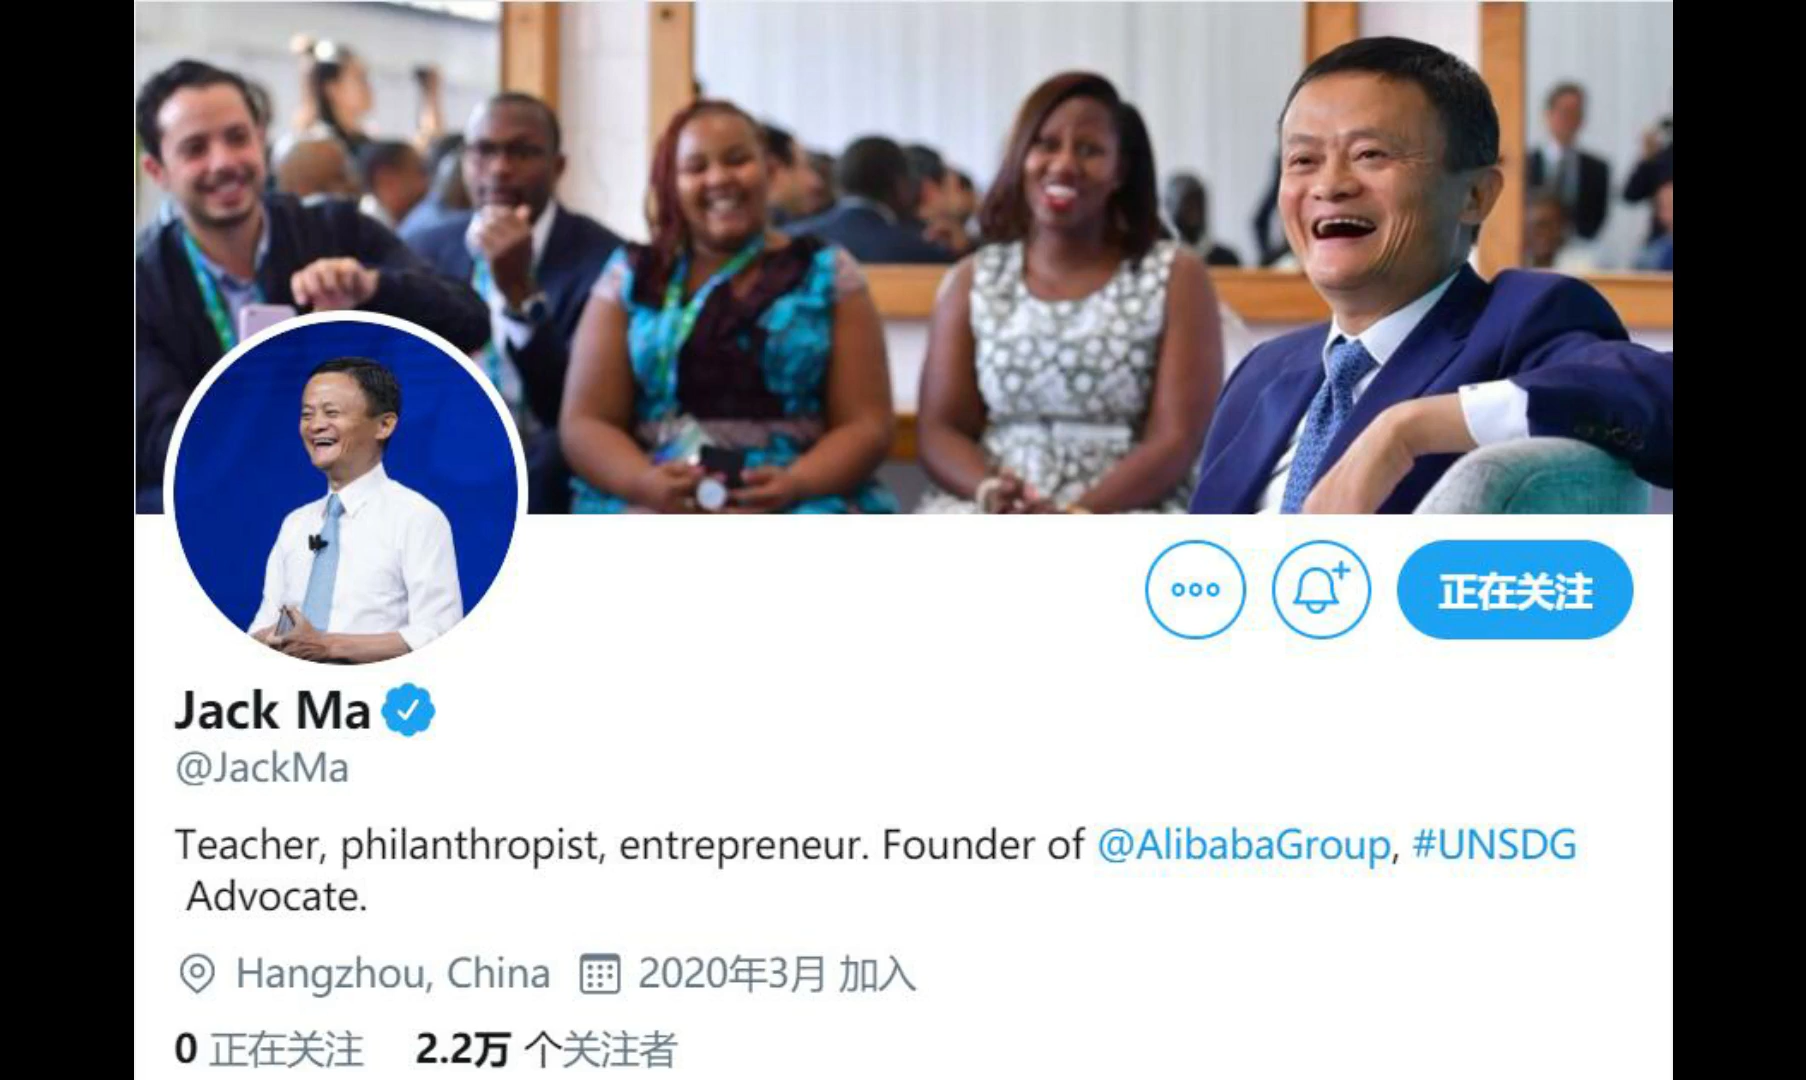 正在关注
Jack Ma
@JackMa
Teacher, philanthropist, entrepreneur. Founder of @AlibabaGroup, #UNSDG
Advocate.
Hangzhou, China 2020年3月 加入
0 正在关注 2.2万 个关注者